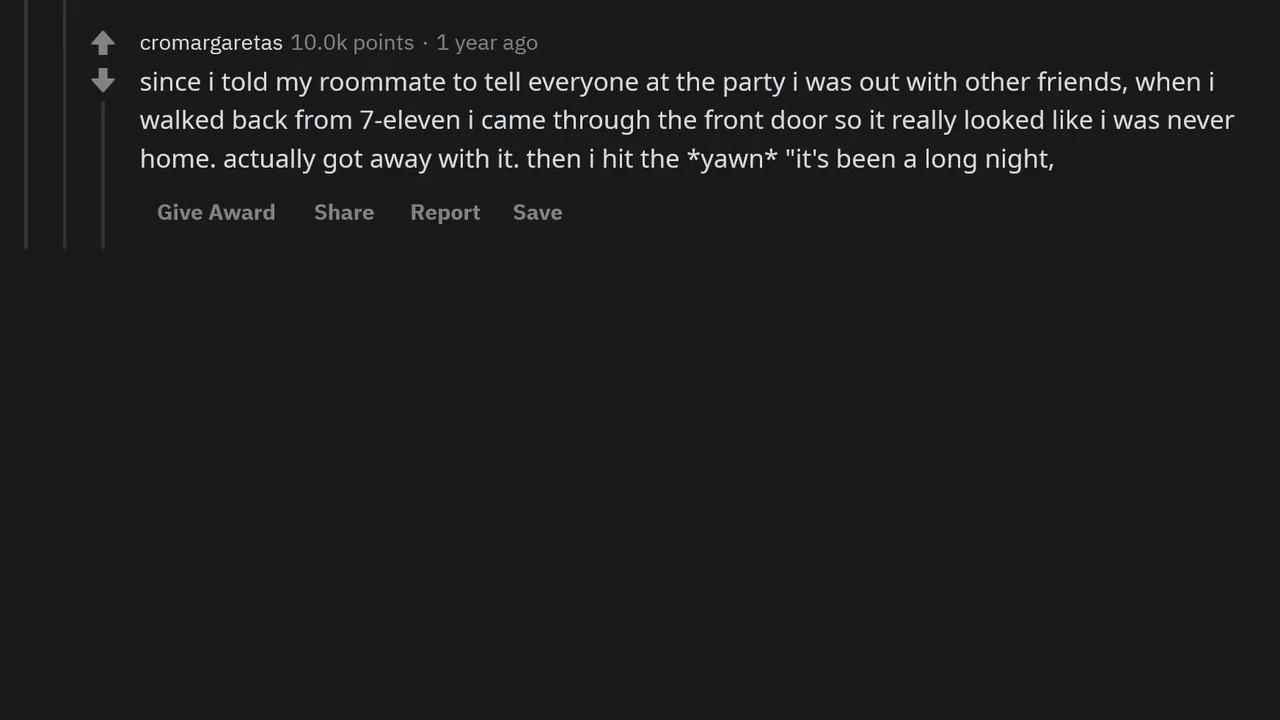 cromargaretas 10.0k points · 1 year ago
since i told my roommate to tell everyone at the party i was out with other friends, when i
walked back from 7-eleven i came through the front door so it really looked like i was never
home. actually got away with it. then i hit the *yawn* "it's been a long night,
Give Award Share Report Save